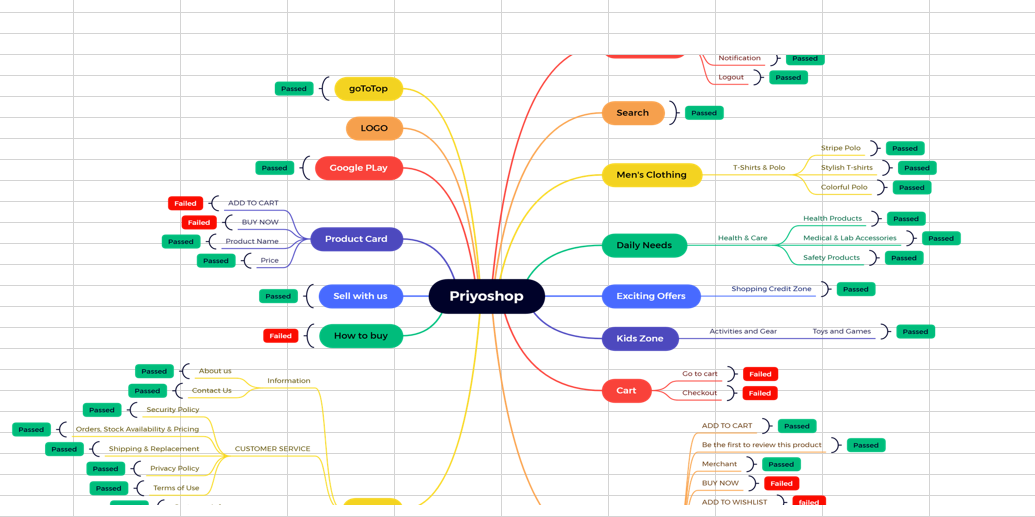 Notification Passed
Logout Passed
Passed goToTop
Search Passed
LOGO
Passed Google PLay
Men's Clothing T-Shirts & Polo
Stripe Polo Passed
Stylish T-shirts Passed
Colorful Polo Passed
Failed ADD TO CART
Failed BUY NOW
Passed Product Name
Passed Price
Product Card
Daily Needs Health & Care
Health Products Passed
Medical & Lab Accessories Passed
Safety Products Passed
Passed Sell with us
Priyoshop
Exciting Offers Shopping Credit Zone Passed
Failed How to buy
Kids Zone Activities and Gear Toys and Games Passed
Passed About us
Passed Contact Us
Information
Cart
Go to cart Failed
Checkout Failed
Passed Security Policy
Passed Orders, Stock Availability & Pricing
Passed Shipping & Replacement
Passed Privacy Policy
Passed Terms of Use
CUSTOMER SERVICE
ADD TO CART Passed
Be the first to review this product Passed
Merchant Passed
BUY NOW Failed
ADD TO WISHLIST failed